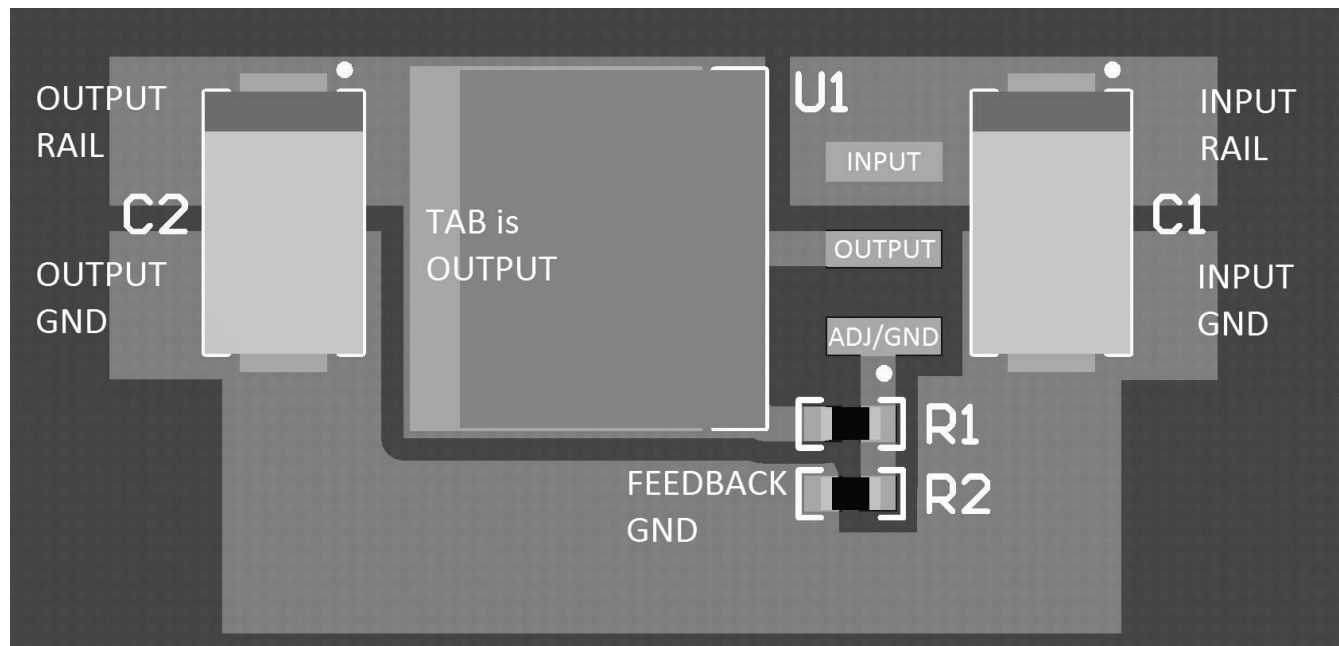 OUTPUT
RAIL
C2
OUTPUT
GND
TAB is
OUTPUT
U1
INPUT
OUTPUT
ADJ/GND
INPUT
RAIL
C1
INPUT
GND
R1
FEEDBACK
GND
R2